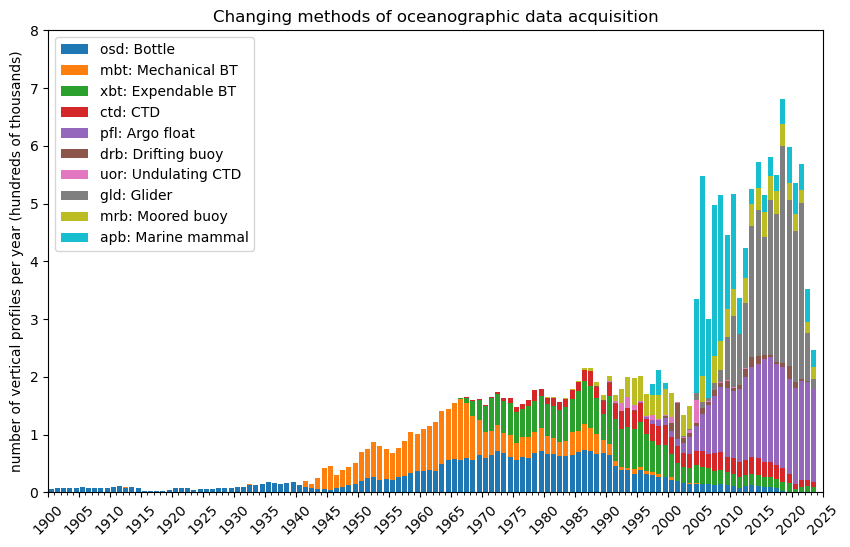 Changing methods of oceanographic data acquisition
number of vertical profiles per year (hundreds of thousands)
8
7
6
5
4
3
2
1
0
osd: Bottle
mbt: Mechanical BT
xbt: Expendable BT
ctd: CTD
pfl: Argo float
drb: Drifting buoy
uor: Undulating CTD
gld: Glider
mrb: Moored buoy
apb: Marine mammal
1900 1905 1910 1915 1920 1925 1930 1935 1940 1945 1950 1955 1960 1965 1970 1975 1980 1985 1990 1995 2000 2005 2010 2015 2020 2025